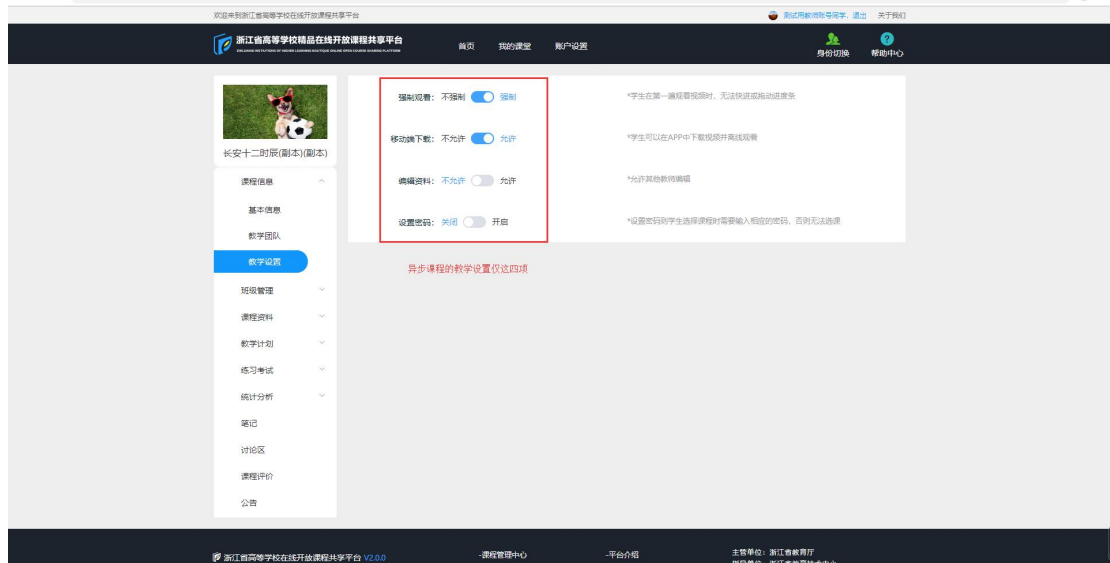 欢迎来到浙江省高等学校在线开放课程共享平台
测试用教师账号同学，退出 关于我们
浙江省高等学校精品在线开放课程共享平台
首页 我的课堂 账户设置
身份切换 帮助中心
长安十二时辰(副本)(副本)
课程信息
基本信息
教学团队
教学设置
班级管理
课程资料
教学计划
练习考试
统计分析
笔记
讨论区
课程评价
公告
强制观看： 不强制 强制 *学生在第一遍观看视频时，无法快进或拖动进度条
移动端下载： 不允许 允许 *学生可以在APP中下载视频并离线观看
编辑资料： 不允许 允许 *允许其他教师编辑
设置密码： 关闭 开启 *设置密码则学生选择课程时需要输入相应的密码，否则无法选课
异步课程的教学设置仅这四项
浙江省高等学校在线开放课程共享平台 V2.0.0
-课程管理中心
-平台介绍
主管单位：浙江省教育厅